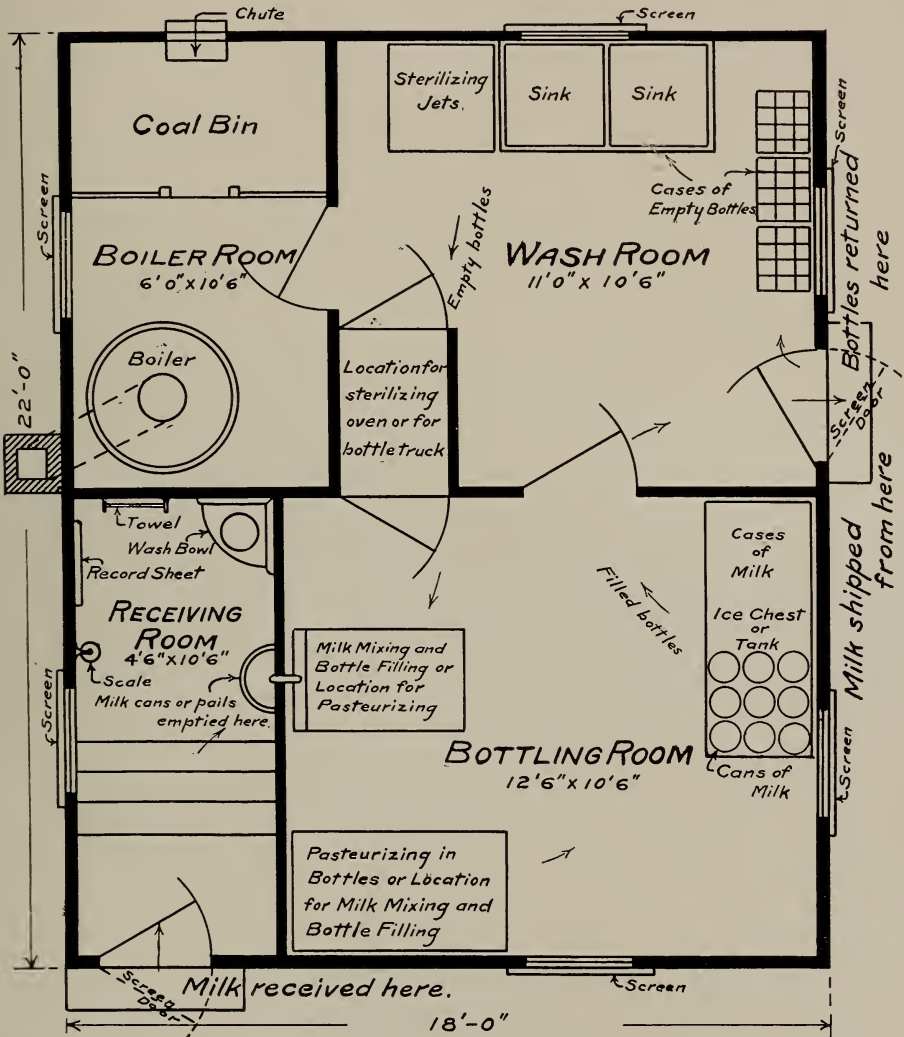 Chute
Screen
Coal Bin
Sterilizing
Jets.
Sink
Sink
Screen
Screen
Cases of
Empty Bottles
Bottles returned
here
BOILER ROOM
6'0"X10'6"
Empty bottles
WASH ROOM
11'0" X 10'6"
Boiler
Location for
sterilizing
oven or for
bottle truck
22'-0"
Screen
Door
Milk shipped
from here
Towel
Wash Bowl
Record Sheet
RECEIVING
ROOM
4'6"X10'6"
Scale
Milk cans or pails
emptied here.
Screen
Milk Mixing and
Bottle Filling or
Location for
Pasteurizing
Filled bottles
Cases
of
Milk
Ice Chest
or
Tank
BOTTLING ROOM
12'6"X10'6"
Cans of
Milk
Screen
Pasteurizing in
Bottles or Location
for Milk Mixing and
Bottle Filling
Screen
Door
Milk received here.
Screen
18'-0"